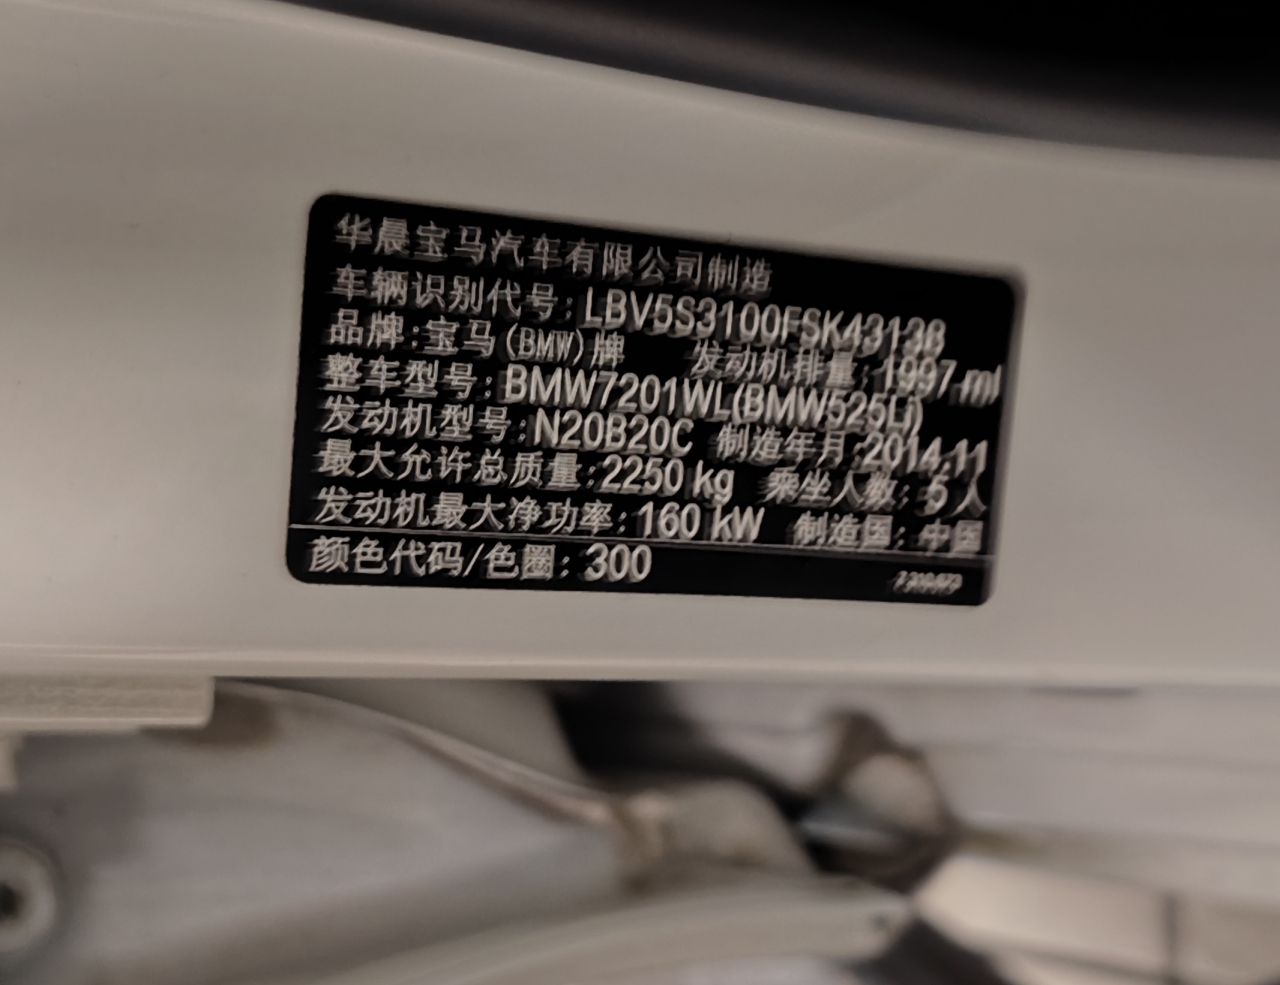 华晨宝马汽车有限公司制造
车辆识别代号：LBV5S3100FSK43138
品牌：宝马(BMW)牌 发动机排量：1997 ml
整车型号：BMW7201WL(BMW525Li)
发动机型号：N20B20C 制造年月：2014.11
最大允许总质量：2250 kg 乘坐人数：5 人
发动机最大净功率：160 kW 制造国：中国
颜色代码/色圈：300